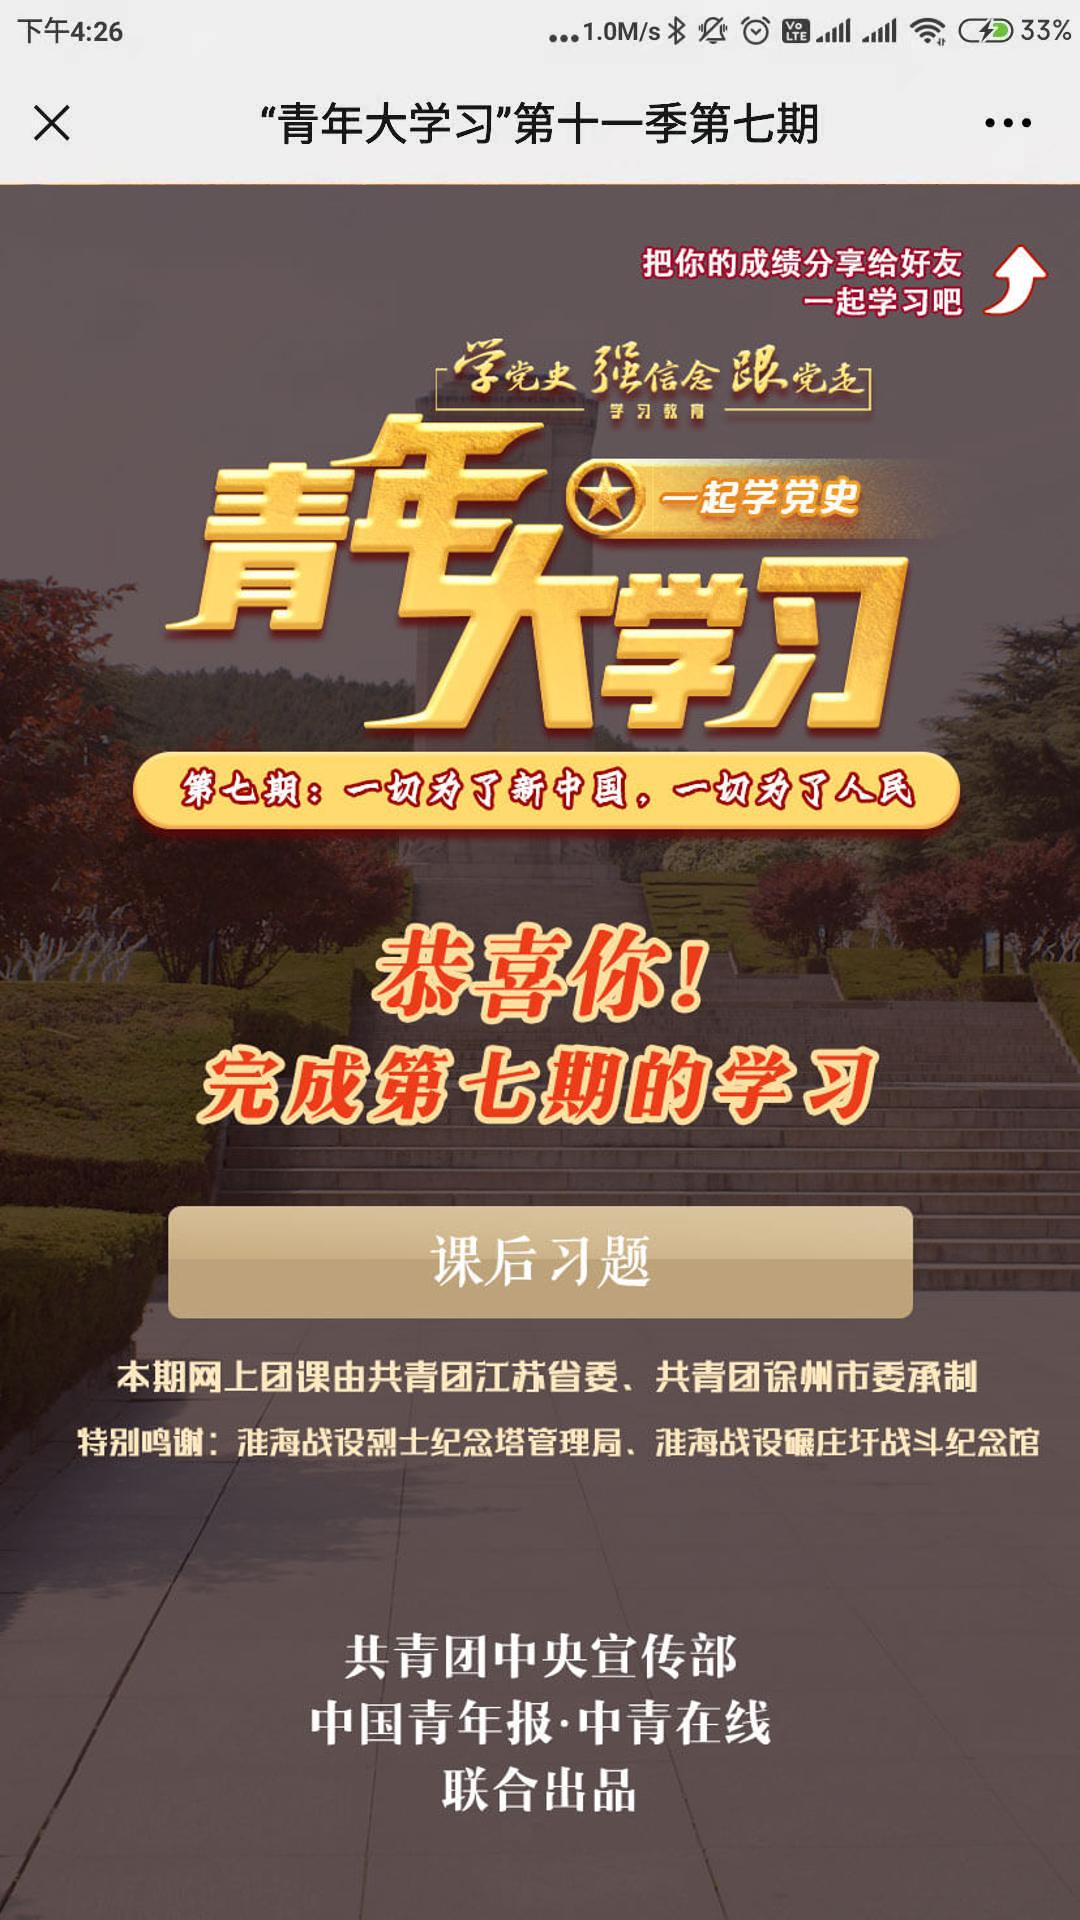 下午4:26
1.0M/s
VoLTE
33%
“青年大学习”第十一季第七期
把你的成绩分享给好友
一起学习吧
学党史 强信念 跟党走
学习教育
一起学党史
青年大学习
第七期：一切为了新中国，一切为了人民
恭喜你！
完成第七期的学习
课后习题
本期网上团课由共青团江苏省委、共青团徐州市委承制
特别鸣谢：淮海战役烈士纪念塔管理局、淮海战役碾庄圩战斗纪念馆
共青团中央宣传部
中国青年报·中青在线
联合出品